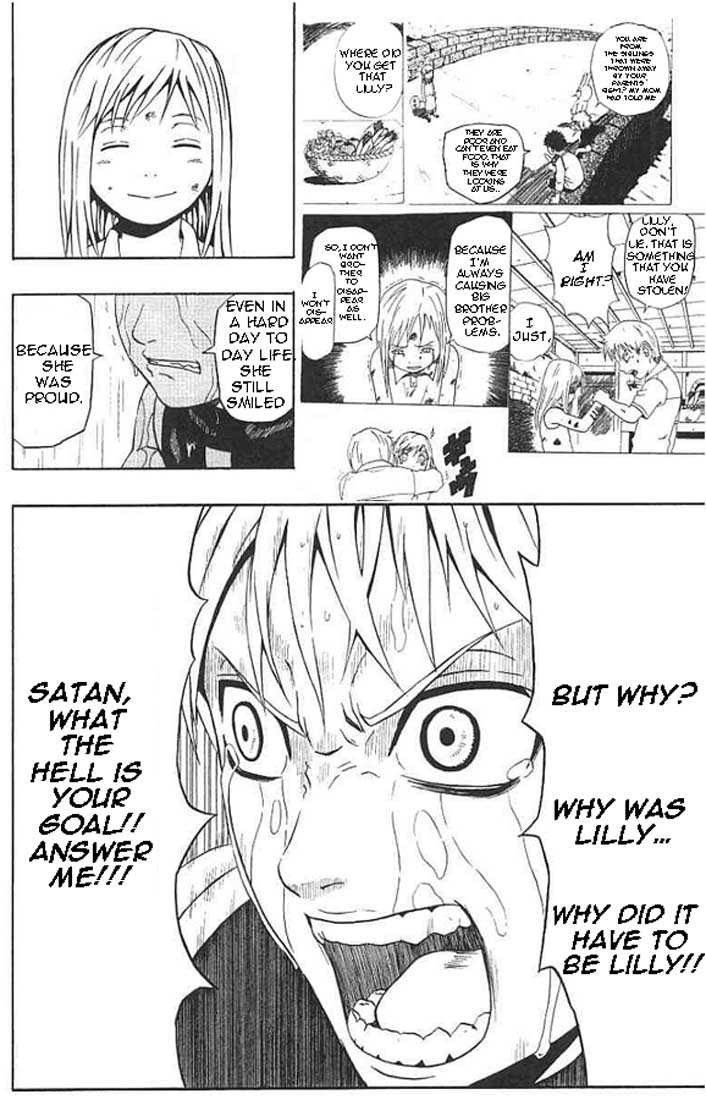 YOU ARE
FROM
THE SIBLINGS
THAT WERE
THROWN AWAY
BY YOUR
PARENTS
RIGHT? MY MOM
HAD TOLD ME
THEY ARE
POOR AND
CAN'T EVEN EAT
FOOD. THAT
IS WHY
THEY WERE
LOOKING
AT US..
WHERE DID
YOU GET
THAT
LILLY?
LILLY,
DON'T
LIE. THAT IS
SOMETHING
THAT YOU
HAVE
STOLEN!
AM
I
RIGHT?
I
JUST,
BECAUSE
I'M
ALWAYS
CAUSING
BIG
BROTHER
PROB-
LEMS.
SO, I DON'T
WANT
BRO-
THER
TO
DISAP-
PEAR
AS
WELL.
I
WON'T
DIS-
APPEAR
EVEN IN
A HARD
DAY TO
DAY LIFE,
SHE
STILL
SMILED
BECAUSE
SHE
WAS
PROUD.
BUT WHY?
WHY WAS
LILLY...
WHY DID IT
HAVE TO
BE LILLY!!
SATAN,
WHAT
THE
HELL IS
YOUR
GOAL!!
ANSWER
ME!!!